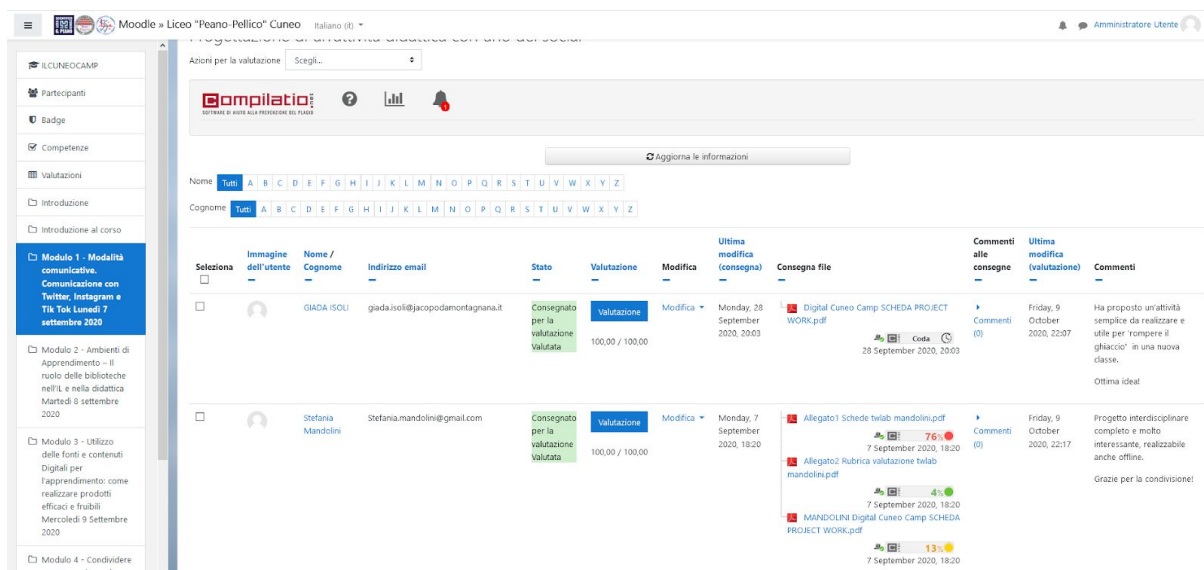 Moodle » Liceo "Peano-Pellico" Cuneo Italiano (it)
Amministratore Utente
ILCUNEOCAMP
Partecipanti
Badge
Competenze
Valutazioni
Introduzione
Introduzione al corso
Modulo 1 - Modalità
comunicative.
Comunicazione con
Twitter, Instagram e
Tik Tok Lunedì 7
settembre 2020
Modulo 2 - Ambienti di
Apprendimento – Il
ruolo delle biblioteche
nell'IL e nella didattica
Martedì 8 settembre
2020
Modulo 3 - Utilizzo
delle fonti e contenuti
Digitali per
l'apprendimento: come
realizzare prodotti
efficaci e fruibili
Mercoledì 9 Settembre
2020
Modulo 4 - Condividere
Progettazione di un'attività didattica con uno dei social
Azioni per la valutazione Scegli...
Compilatio.net
SOFTWARE DI AIUTO ALLA PREVENZIONE DEL PLAGIO
1
Aggiorna le informazioni
Nome Tutti A B C D E F G H I J K L M N O P Q R S T U V W X Y Z
Cognome Tutti A B C D E F G H I J K L M N O P Q R S T U V W X Y Z
Seleziona
Immagine
dell'utente
Nome /
Cognome
Indirizzo email
Stato
Valutazione
Modifica
Ultima
modifica
(consegna)
Consegna file
Commenti
alle
consegne
Ultima
modifica
(valutazione)
Commenti
GIADA ISOLI
giada.isoli@jacopodamontagnana.it
Consegnato
per la
valutazione
Valutata
Valutazione
100,00 / 100,00
Modifica
Monday, 28
September
2020, 20:03
Digital Cuneo Camp SCHEDA PROJECT
WORK.pdf
Coda
28 September 2020, 20:03
Commenti
(0)
Friday, 9
October
2020, 22:07
Ha proposto un'attività
semplice da realizzare e
utile per 'rompere il
ghiaccio" in una nuova
classe.
Ottima idea!
Stefania
Mandolini
Stefania.mandolini@gmail.com
Consegnato
per la
valutazione
Valutata
Valutazione
100,00 / 100,00
Modifica
Monday, 7
September
2020, 18:20
Allegato1 Schede twlab mandolini.pdf
76%
7 September 2020, 18:20
Allegato2 Rubrica valutazione twlab
mandolini.pdf
4%
7 September 2020, 18:20
MANDOLINI Digital Cuneo Camp SCHEDA
PROJECT WORK.pdf
13%
7 September 2020, 18:20
Commenti
(0)
Friday, 9
October
2020, 22:17
Progetto interdisciplinare
completo e molto
interessante, realizzabile
anche offline.
Grazie per la condivisione!